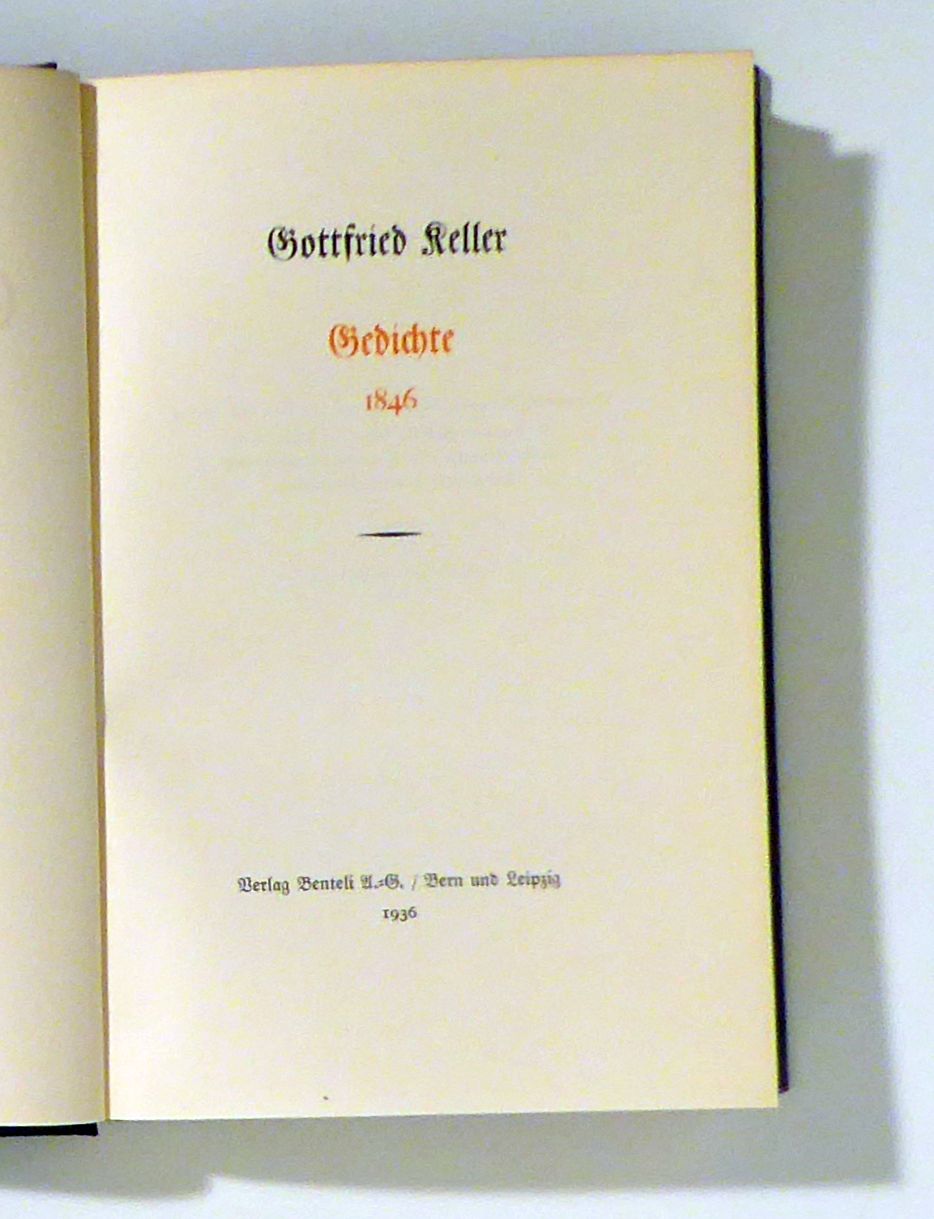 Gottfried Keller
Gedichte
1846
Verlag Benteli A.=G. / Bern und Leipzig
1936